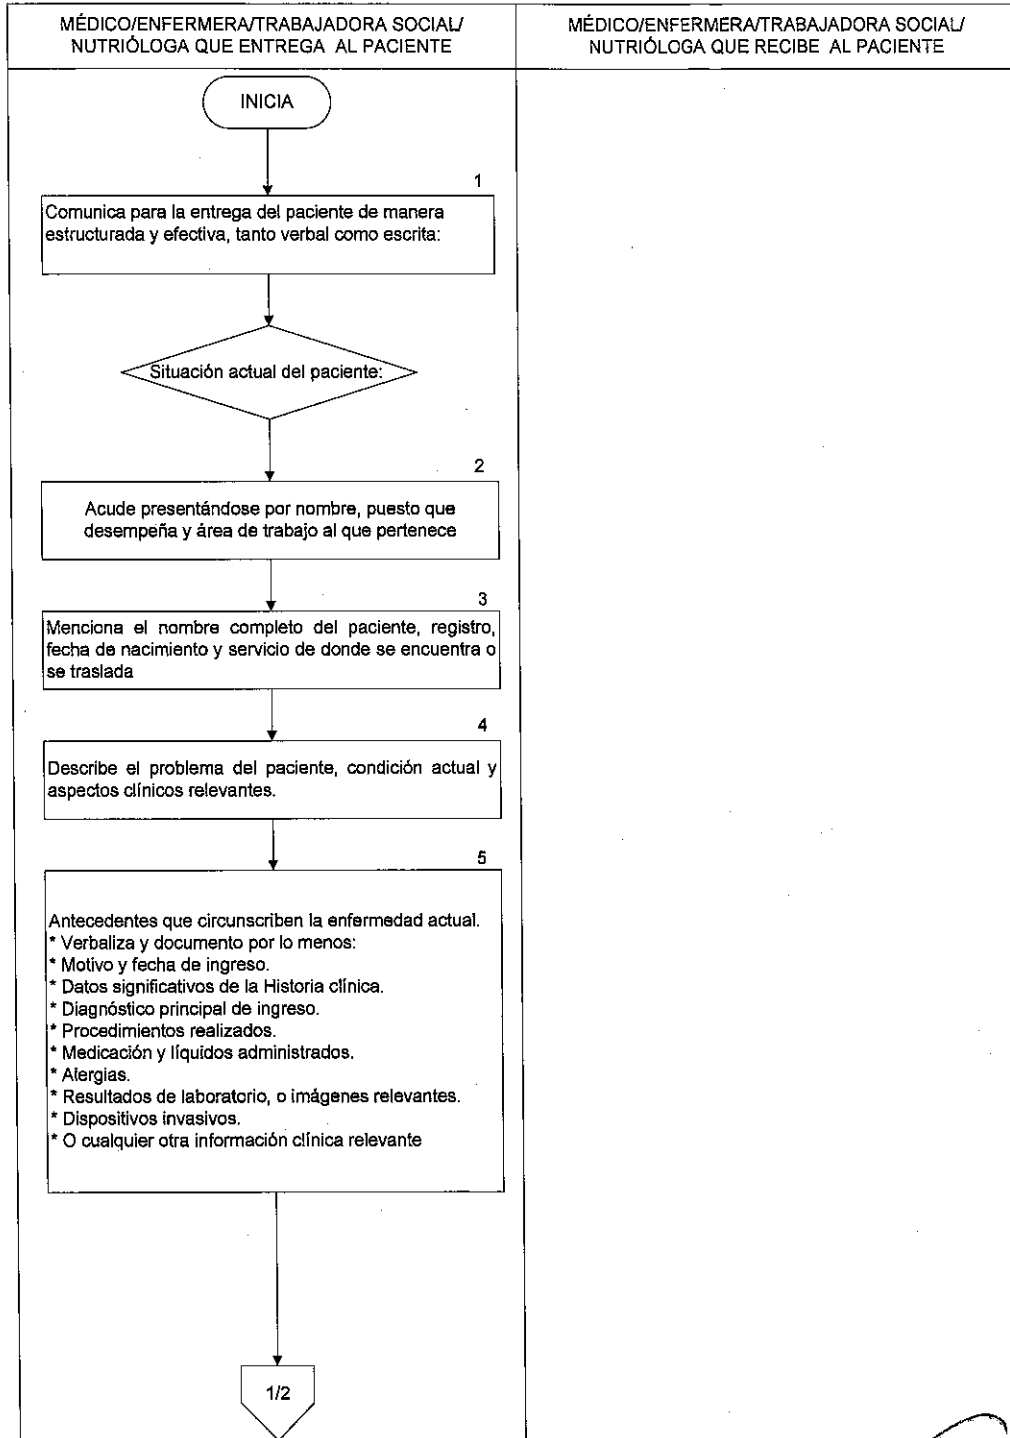 MÉDICO/ENFERMERA/TRABAJADORA SOCIAL/
NUTRIÓLOGA QUE ENTREGA AL PACIENTE
MÉDICO/ENFERMERA/TRABAJADORA SOCIAL/
NUTRIÓLOGA QUE RECIBE AL PACIENTE
INICIA
1
Comunica para la entrega del paciente de manera
estructurada y efectiva, tanto verbal como escrita:
Situación actual del paciente:
2
Acude presentándose por nombre, puesto que
desempeña y área de trabajo al que pertenece
3
Menciona el nombre completo del paciente, registro,
fecha de nacimiento y servicio de donde se encuentra o
se traslada
4
Describe el problema del paciente, condición actual y
aspectos clínicos relevantes.
5
Antecedentes que circunscriben la enfermedad actual.
* Verbaliza y documento por lo menos:
* Motivo y fecha de ingreso.
* Datos significativos de la Historia clínica.
* Diagnóstico principal de ingreso.
* Procedimientos realizados.
* Medicación y líquidos administrados.
* Alergias.
* Resultados de laboratorio, o imágenes relevantes.
* Dispositivos invasivos.
* O cualquier otra información clínica relevante
1/2